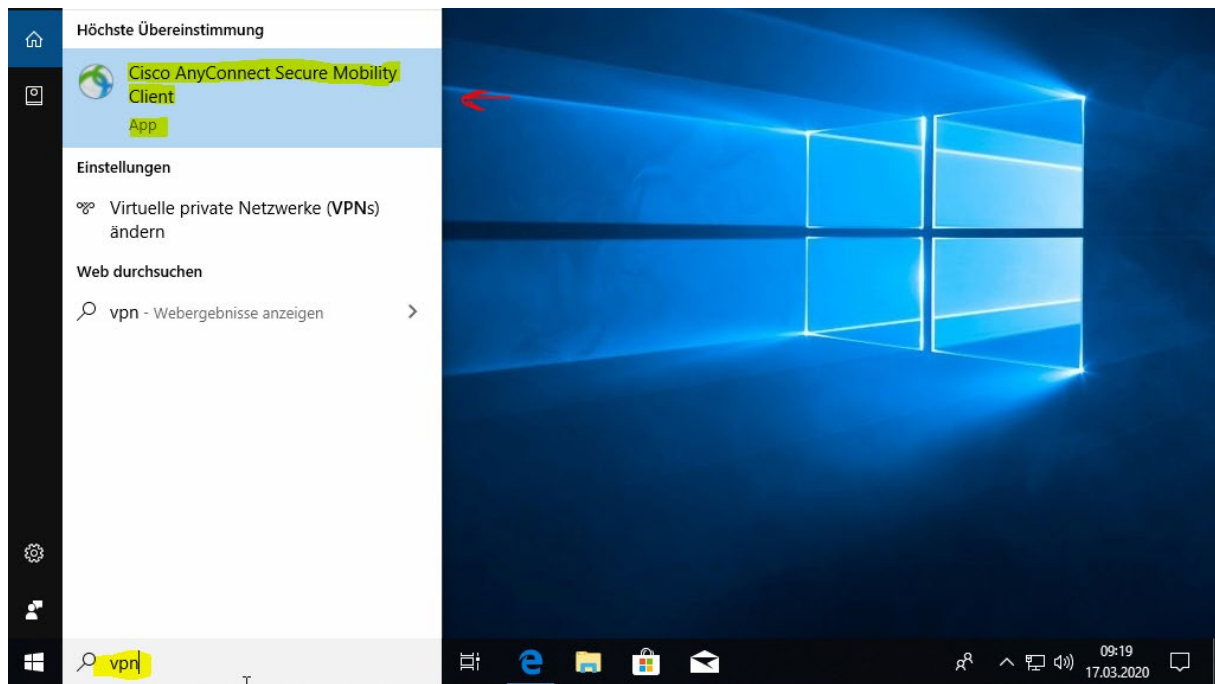 Höchste Übereinstimmung
Cisco AnyConnect Secure Mobility
Client
App
Einstellungen
Virtuelle private Netzwerke (VPNs)
ändern
Web durchsuchen
vpn - Webergebnisse anzeigen
vpn
09:19
17.03.2020